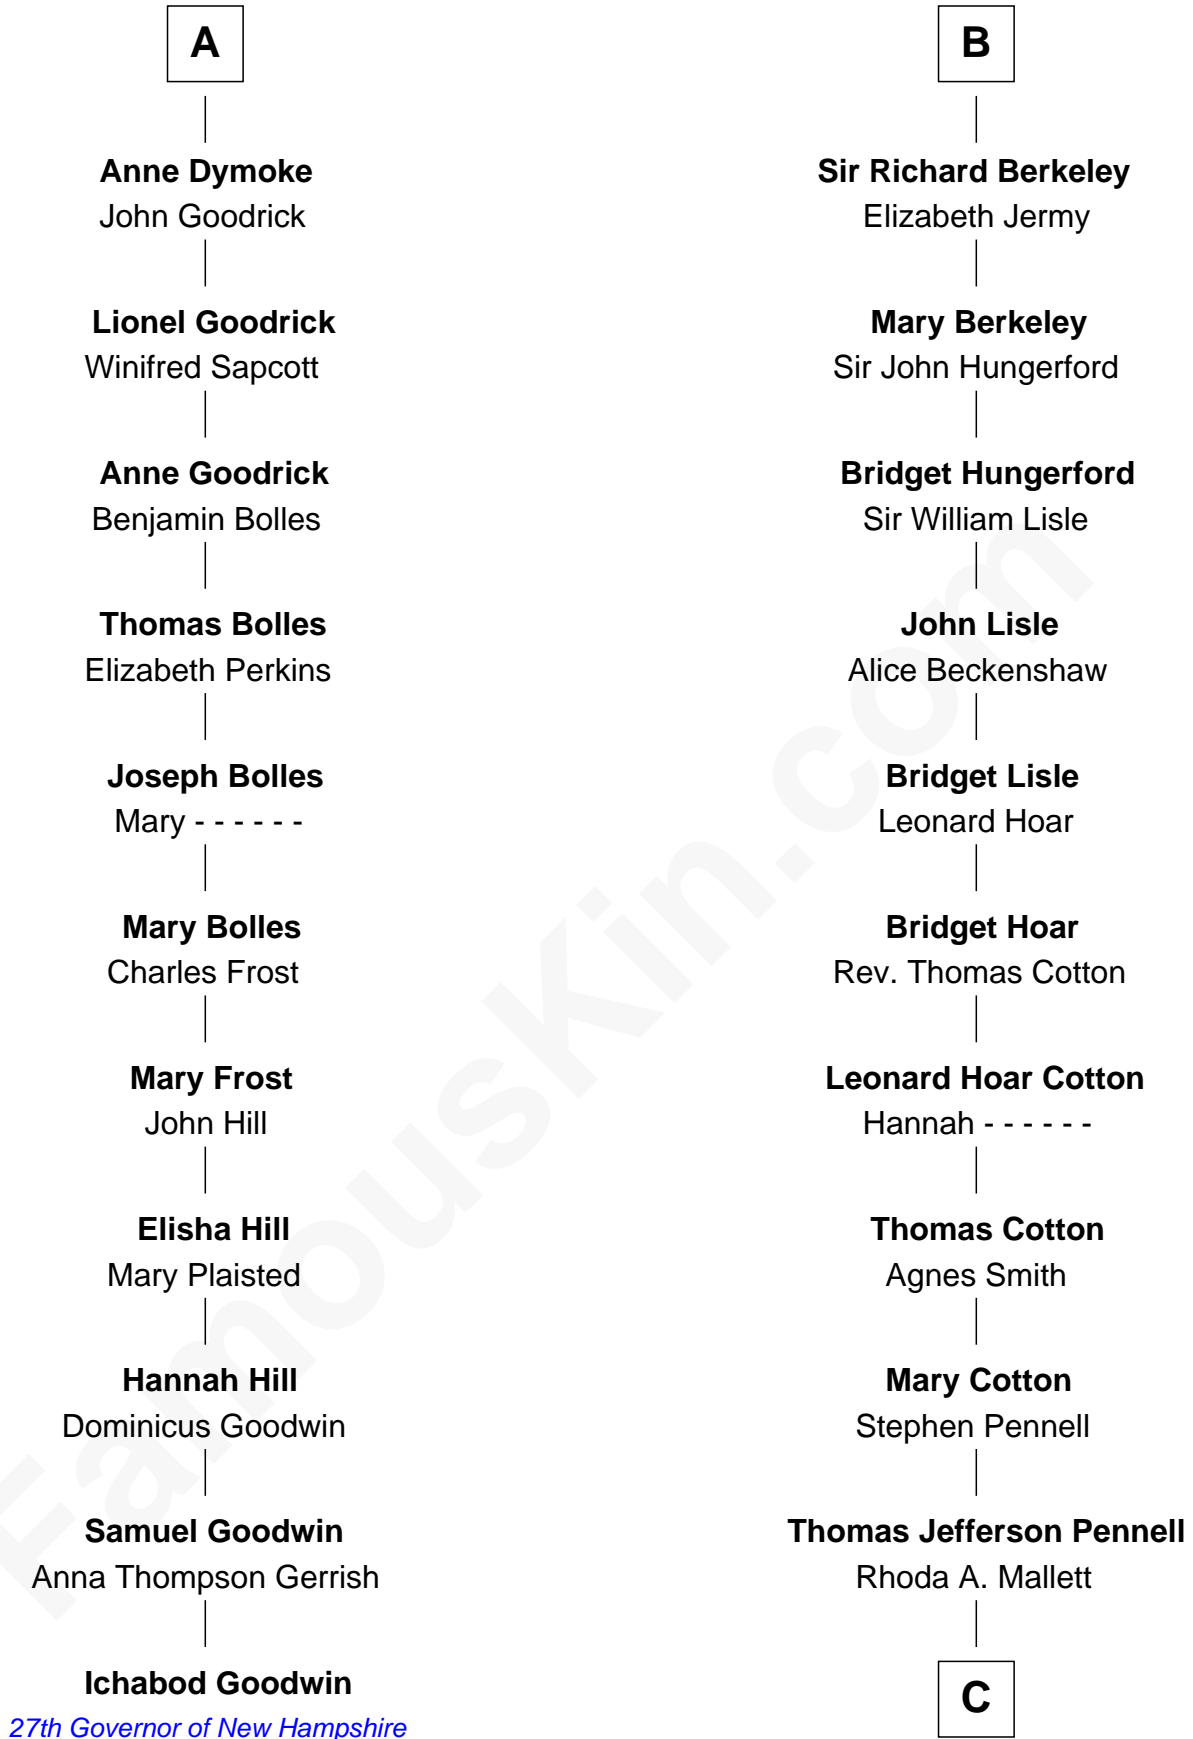 A
Anne Dymoke
John Goodrick
Lionel Goodrick
Winifred Sapcott
Anne Goodrick
Benjamin Bolles
Thomas Bolles
Elizabeth Perkins
Joseph Bolles
Mary - - - - - -
Mary Bolles
Charles Frost
Mary Frost
John Hill
Elisha Hill
Mary Plaisted
Hannah Hill
Dominicus Goodwin
Samuel Goodwin
Anna Thompson Gerrish
Ichabod Goodwin
27th Governor of New Hampshire
B
Sir Richard Berkeley
Elizabeth Jermy
Mary Berkeley
Sir John Hungerford
Bridget Hungerford
Sir William Lisle
John Lisle
Alice Beckenshaw
Bridget Lisle
Leonard Hoar
Bridget Hoar
Rev. Thomas Cotton
Leonard Hoar Cotton
Hannah - - - - - -
Thomas Cotton
Agnes Smith
Mary Cotton
Stephen Pennell
Thomas Jefferson Pennell
Rhoda A. Mallett
C
FamousKin.com